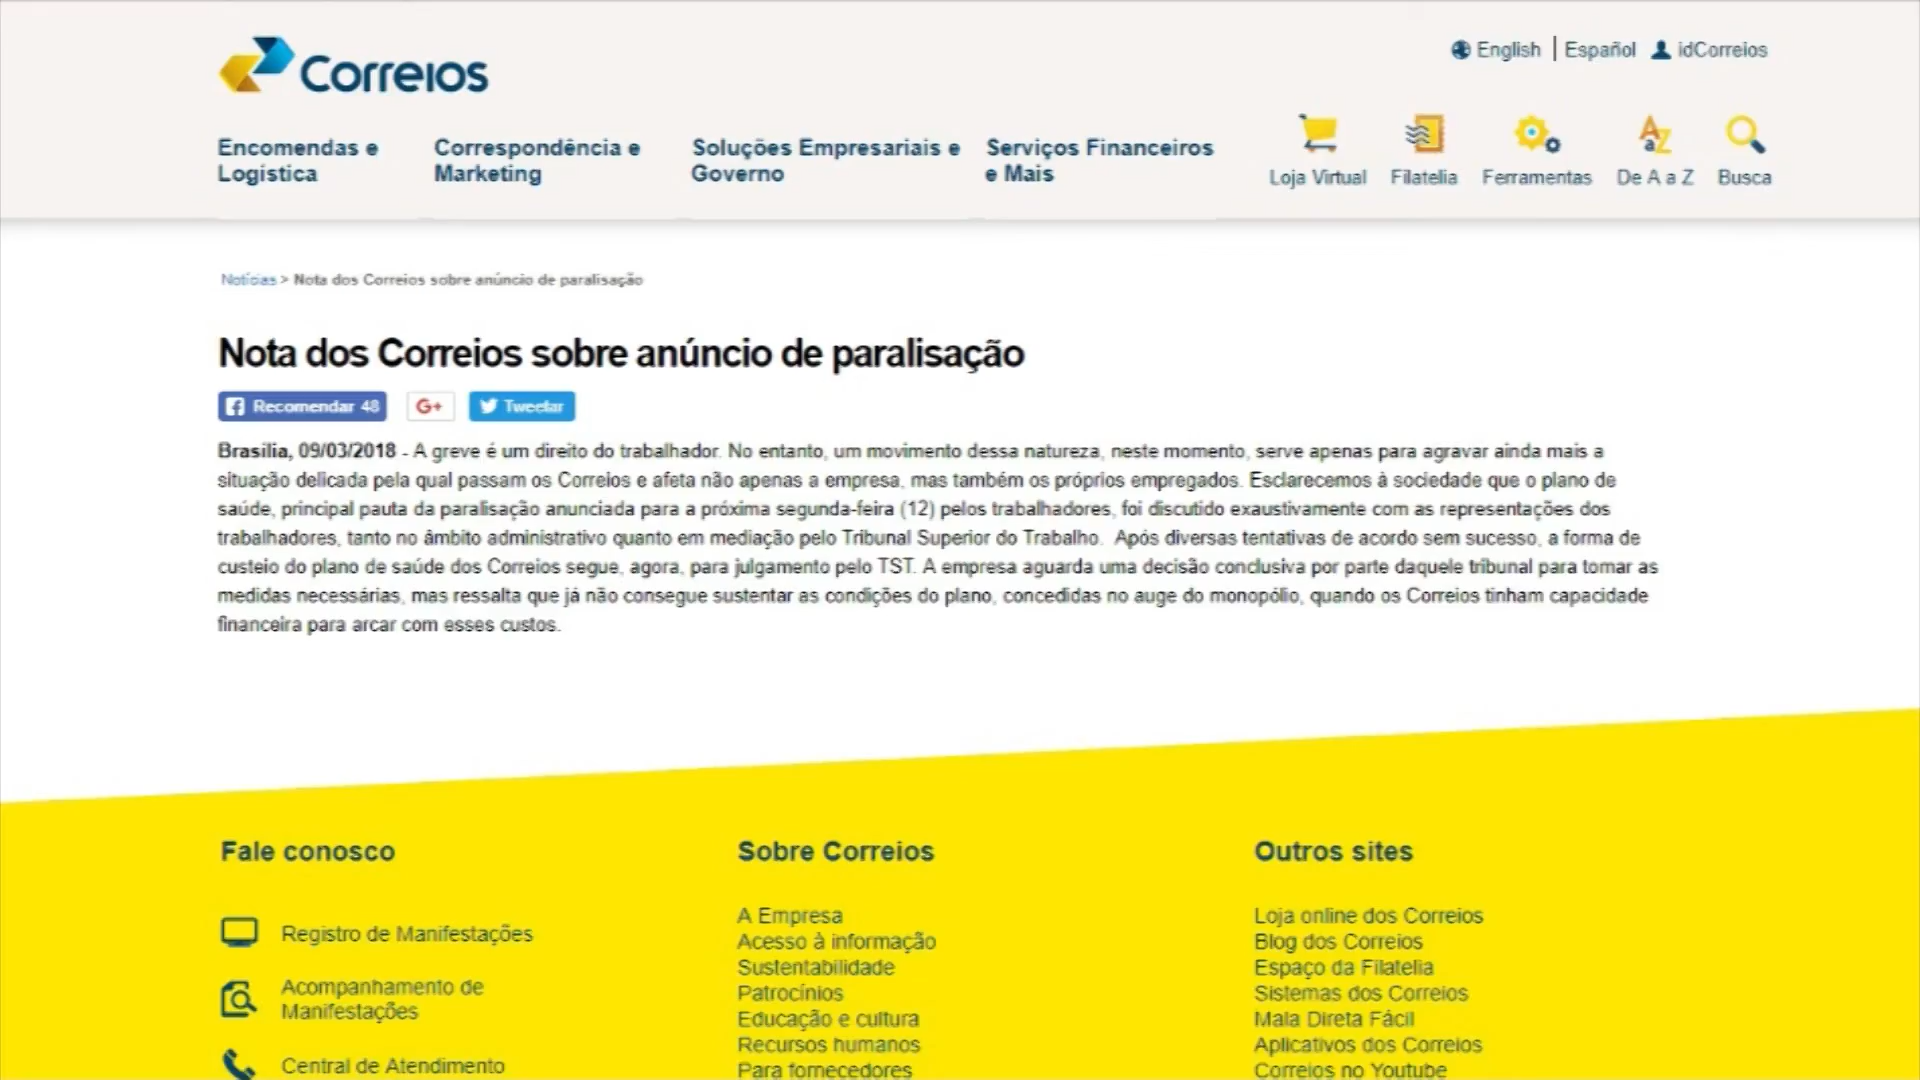 Correios
English | Español idCorreios
Encomendas e
Logística
Correspondência e
Marketing
Soluções Empresariais e
Governo
Serviços Financeiros
e Mais
Loja Virtual
Filatelia
Ferramentas
De A a Z
Busca
Notícias > Nota dos Correios sobre anúncio de paralisação
Nota dos Correios sobre anúncio de paralisação
Recomendar 48
G+
Tweetar
Brasília, 09/03/2018 - A greve é um direito do trabalhador. No entanto, um movimento dessa natureza, neste momento, serve apenas para agravar ainda mais a
situação delicada pela qual passam os Correios e afeta não apenas a empresa, mas também os próprios empregados. Esclarecemos à sociedade que o plano de
saúde, principal pauta da paralisação anunciada para a próxima segunda-feira (12) pelos trabalhadores, foi discutido exaustivamente com as representações dos
trabalhadores, tanto no âmbito administrativo quanto em mediação pelo Tribunal Superior do Trabalho. Após diversas tentativas de acordo sem sucesso, a forma de
custeio do plano de saúde dos Correios segue, agora, para julgamento pelo TST. A empresa aguarda uma decisão conclusiva por parte daquele tribunal para tomar as
medidas necessárias, mas ressalta que já não consegue sustentar as condições do plano, concedidas no auge do monopólio, quando os Correios tinham capacidade
financeira para arcar com esses custos.
Fale conosco
Registro de Manifestações
Acompanhamento de
Manifestações
Central de Atendimento
Sobre Correios
A Empresa
Acesso à informação
Sustentabilidade
Patrocínios
Educação e cultura
Recursos humanos
Para fornecedores
Outros sites
Loja online dos Correios
Blog dos Correios
Espaço da Filatelia
Sistemas dos Correios
Mala Direta Fácil
Aplicativos dos Correios
Correios no Youtube